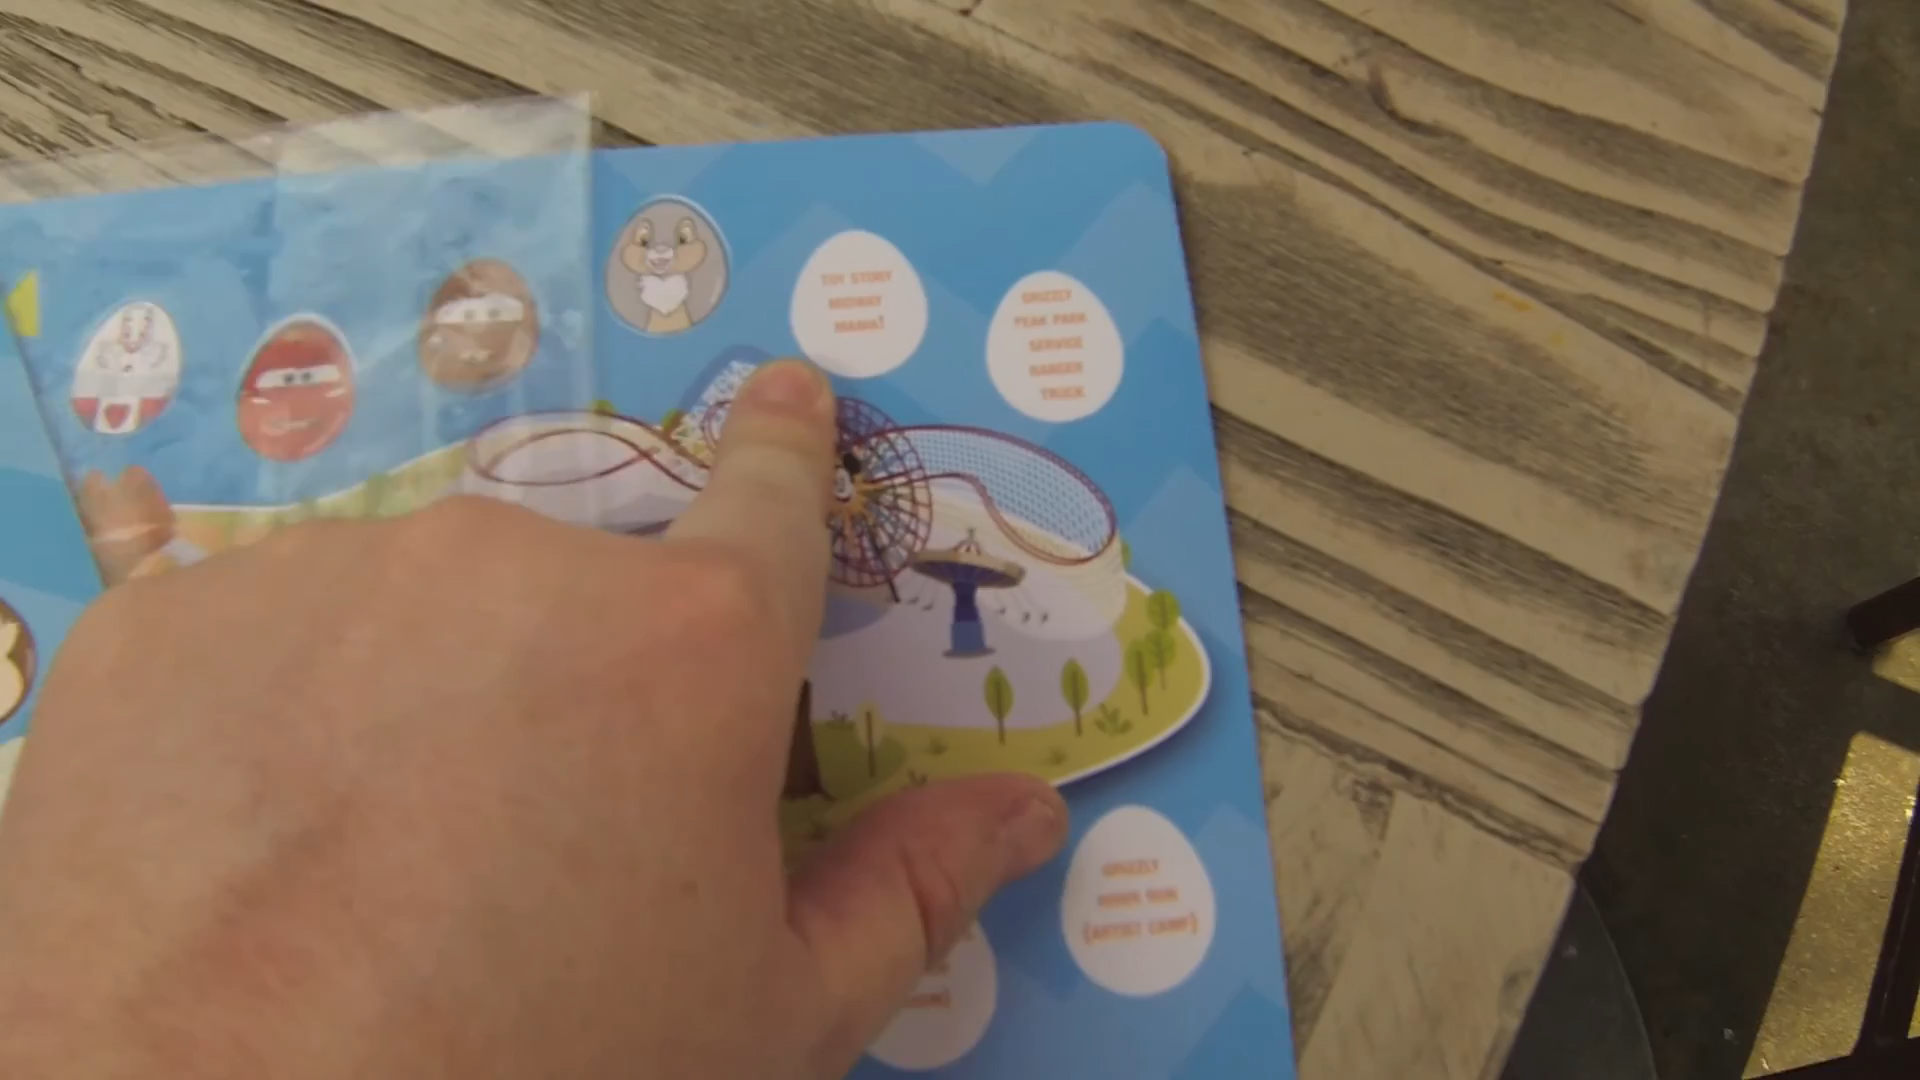 TOY STORY
MIDWAY
MANIA!
GRIZZLY
PEAK PARK
SERVICE
RANGER
TRUCK
GRIZZLY
RIVER RUN
(ARTIST CAMP)